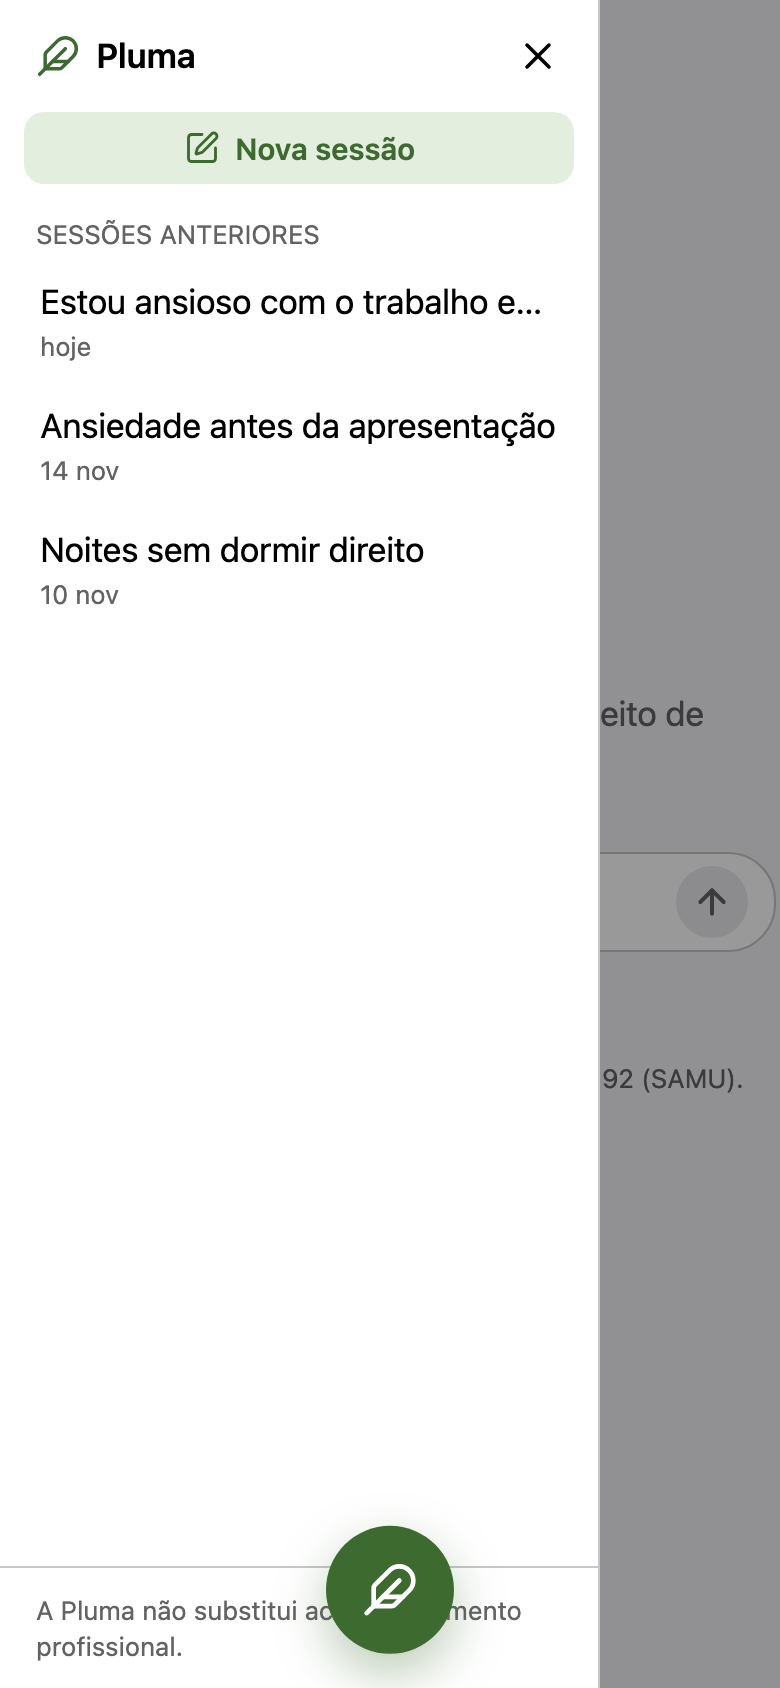 Pluma
Nova sessão
SESSÕES ANTERIORES
Estou ansioso com o trabalho e...
hoje
Ansiedade antes da apresentação
14 nov
Noites sem dormir direito
10 nov
eito de
92 (SAMU).
A Pluma não substitui ac mento
profissional.